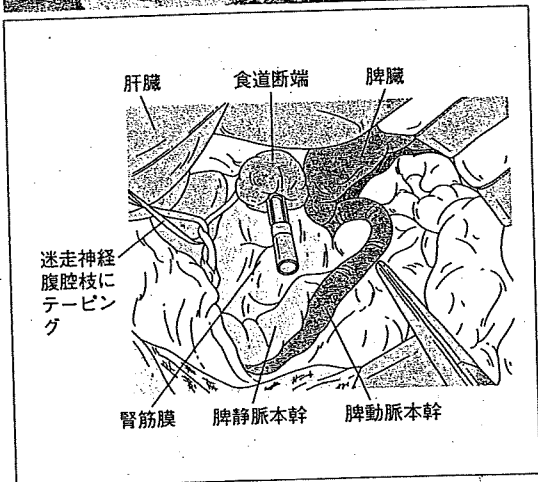 肝臓
食道断端
脾臓
迷走神経
腹腔枝に
テーピン
グ
腎筋膜
脾静脈本幹
脾動脈本幹